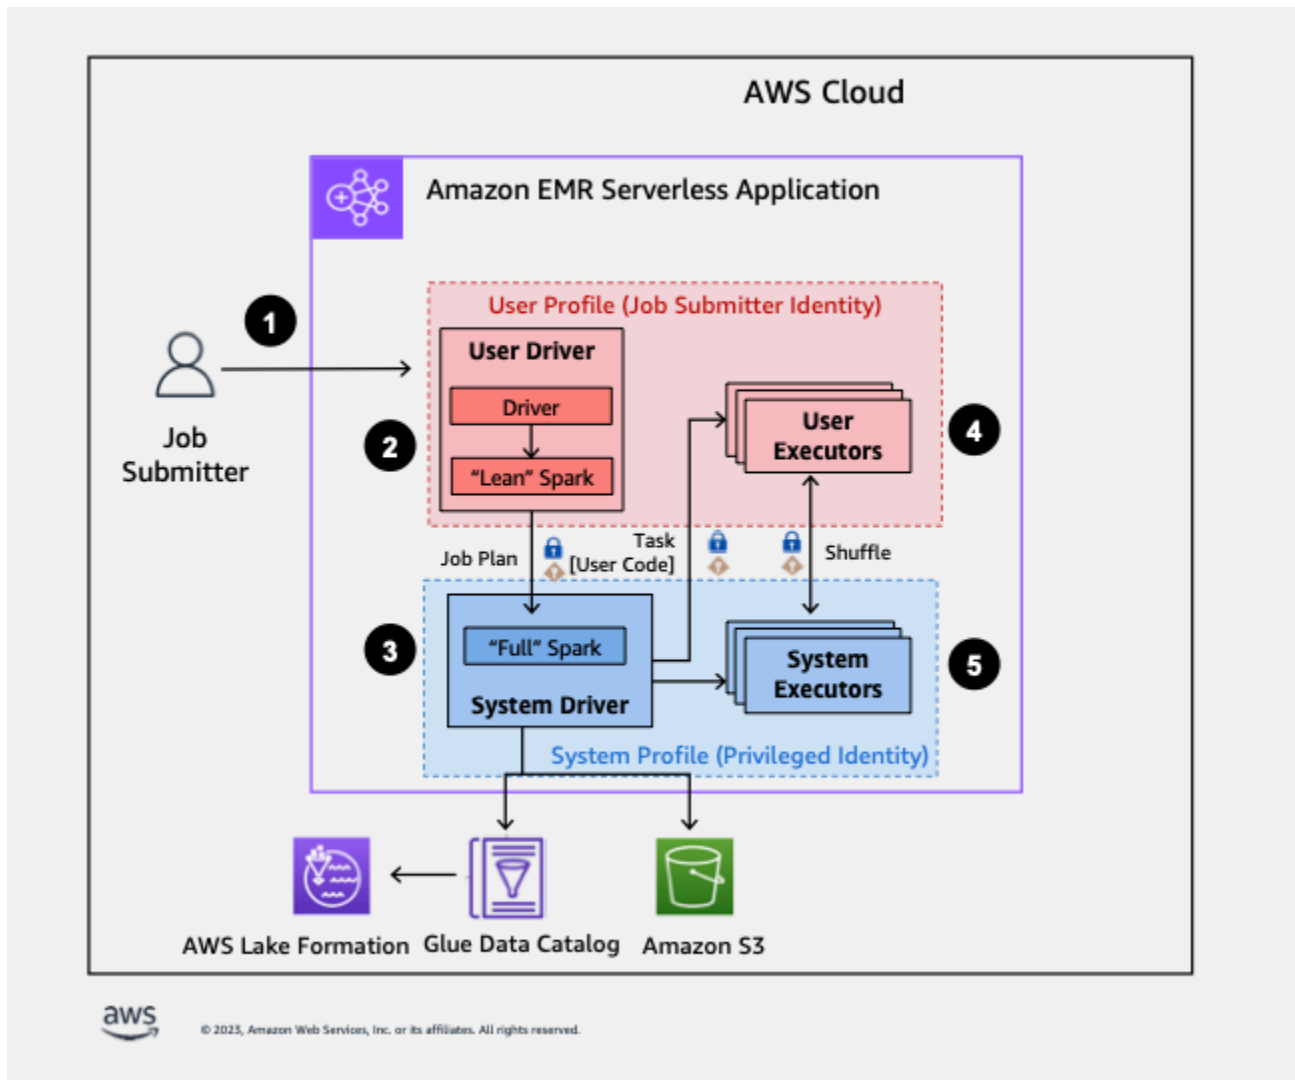 AWS Cloud
Amazon EMR Serverless Application
User Profile (Job Submitter Identity)
1
User Driver
Driver
User
Executors
2
4
Job
Submitter
“Lean” Spark
Job Plan
Task
[User Code]
Shuffle
3
“Full” Spark
System Driver
System
Executors
5
System Profile (Privileged Identity)
AWS Lake Formation
Glue Data Catalog
Amazon S3
aws
© 2023, Amazon Web Services, Inc. or its affiliates. All rights reserved.